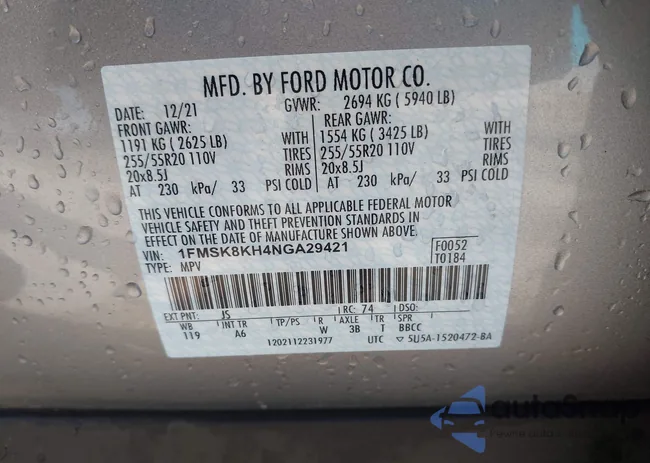 MFD. BY FORD MOTOR CO.
DATE: 12/21 GVWR: 2694 KG ( 5940 LB)
FRONT GAWR: REAR GAWR:
1191 KG ( 2625 LB) WITH 1554 KG ( 3425 LB) WITH
255/55R20 110V TIRES 255/55R20 110V TIRES
20x8.5J RIMS 20x8.5J RIMS
AT 230 kPa/ 33 PSI COLD AT 230 kPa/ 33 PSI COLD
THIS VEHICLE CONFORMS TO ALL APPLICABLE FEDERAL MOTOR
VEHICLE SAFETY AND THEFT PREVENTION STANDARDS IN
EFFECT ON THE DATE OF MANUFACTURE SHOWN ABOVE.
VIN: 1FMSK8KH4NGA29421 F0052
TYPE: MPV T0184
EXT PNT: JS RC: 74 DSO:
WB INT TR TP/PS R AXLE TR SPR
119 A6 W 3B T BBCC
1202112231977 UTC ▽ 5U5A-1520472-BA
autoSnap
www.autosnap